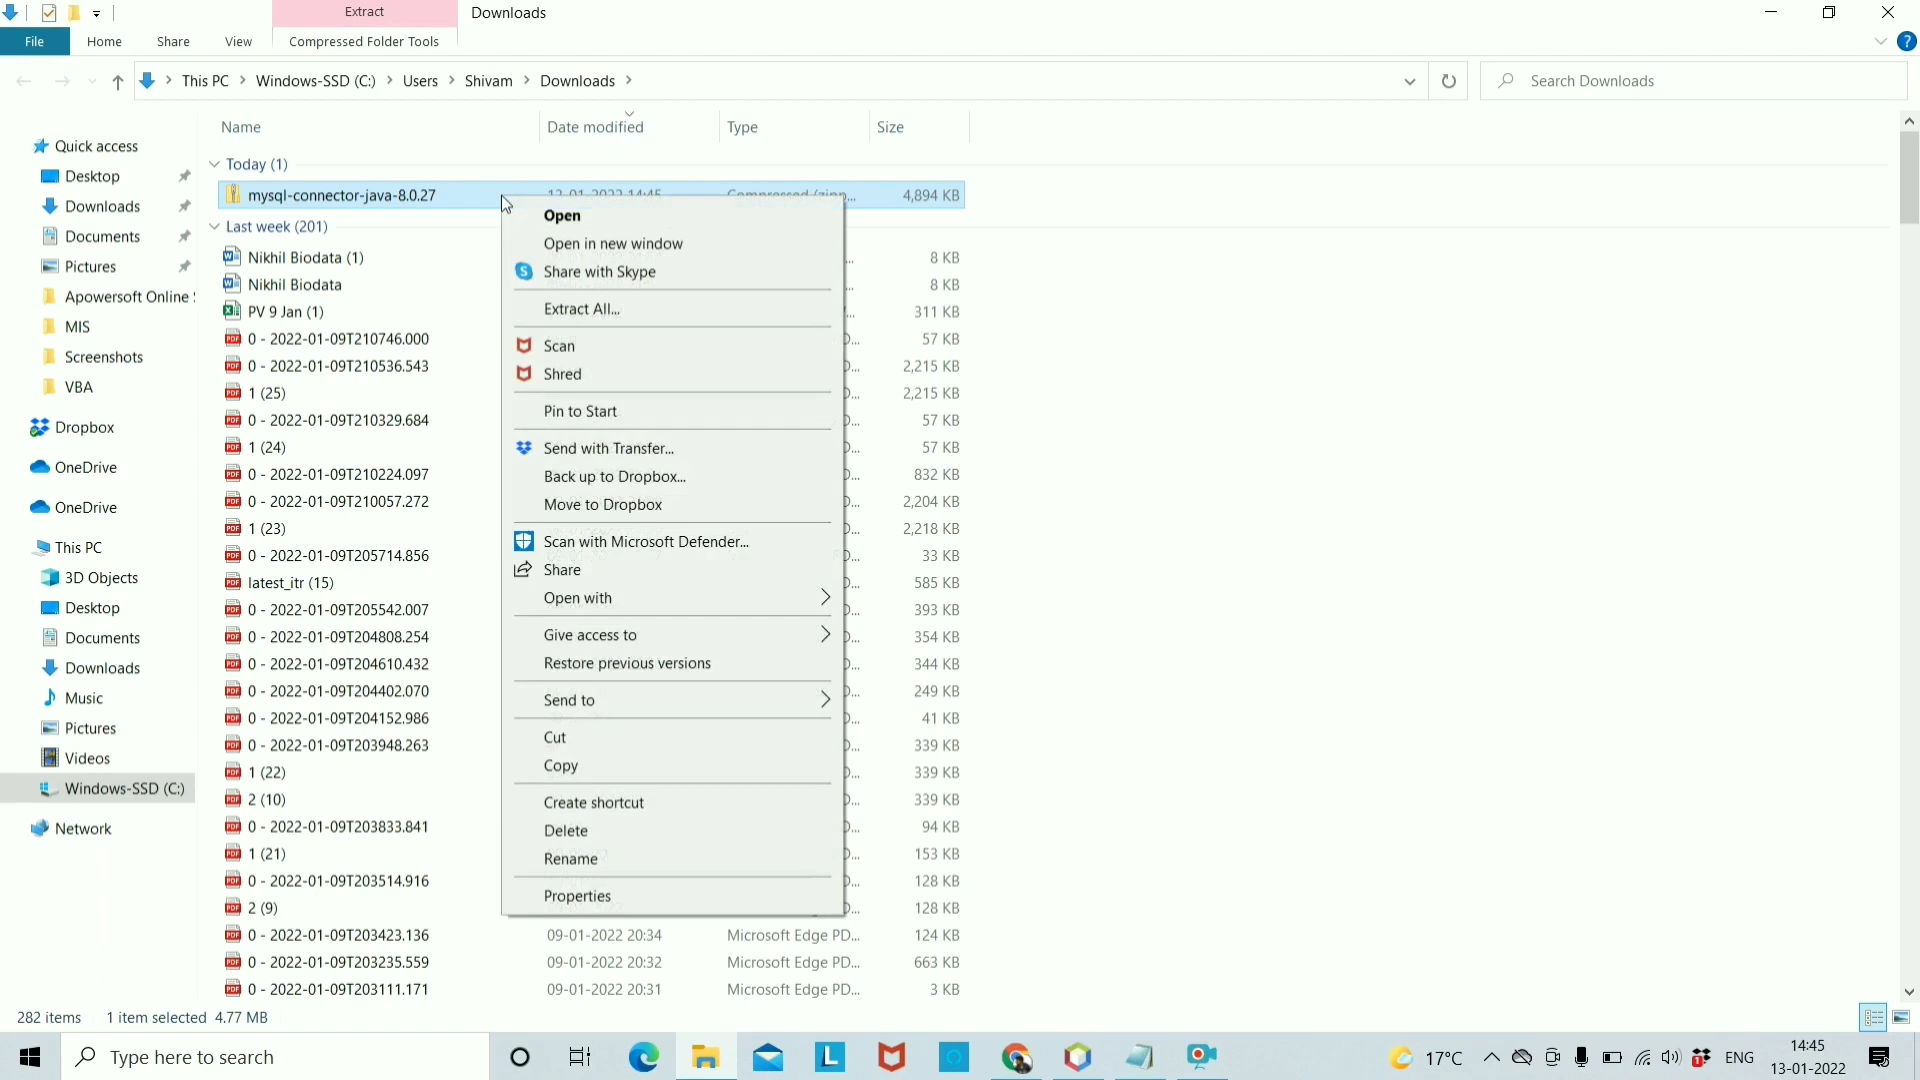 Extract
Downloads
File
Home
Share
View
Compressed Folder Tools
This PC
Windows-SSD (C:)
Users
Shivam
Downloads
Search Downloads
Name
Date modified
Type
Size
Quick access
Desktop
Downloads
Documents
Pictures
Apowersoft Online
MIS
Screenshots
VBA
Dropbox
OneDrive
OneDrive
This PC
3D Objects
Desktop
Documents
Downloads
Music
Pictures
Videos
Windows-SSD (C:)
Network
Today (1)
mysql-connector-java-8.0.27 13-01-2022 14:45 Compressed (zipp... 4,894 KB
Last week (201)
Nikhil Biodata (1) 8 KB
Nikhil Biodata 8 KB
PV 9 Jan (1) 311 KB
0 - 2022-01-09T210746.000 57 KB
0 - 2022-01-09T210536.543 2,215 KB
1 (25) 2,215 KB
0 - 2022-01-09T210329.684 57 KB
1 (24) 57 KB
0 - 2022-01-09T210224.097 832 KB
0 - 2022-01-09T210057.272 2,204 KB
1 (23) 2,218 KB
0 - 2022-01-09T205714.856 33 KB
latest_itr (15) 585 KB
0 - 2022-01-09T205542.007 393 KB
0 - 2022-01-09T204808.254 354 KB
0 - 2022-01-09T204610.432 344 KB
0 - 2022-01-09T204402.070 249 KB
0 - 2022-01-09T204152.986 41 KB
0 - 2022-01-09T203948.263 339 KB
1 (22) 339 KB
2 (10) 339 KB
0 - 2022-01-09T203833.841 94 KB
1 (21) 153 KB
0 - 2022-01-09T203514.916 128 KB
2 (9) 128 KB
0 - 2022-01-09T203423.136 09-01-2022 20:34 Microsoft Edge PD... 124 KB
0 - 2022-01-09T203235.559 09-01-2022 20:32 Microsoft Edge PD... 663 KB
0 - 2022-01-09T203111.171 09-01-2022 20:31 Microsoft Edge PD... 3 KB
Open
Open in new window
Share with Skype
Extract All...
Scan
Shred
Pin to Start
Send with Transfer...
Back up to Dropbox...
Move to Dropbox
Scan with Microsoft Defender...
Share
Open with
Give access to
Restore previous versions
Send to
Cut
Copy
Create shortcut
Delete
Rename
Properties
282 items 1 item selected 4.77 MB
Type here to search
17°C
ENG
14:45
13-01-2022